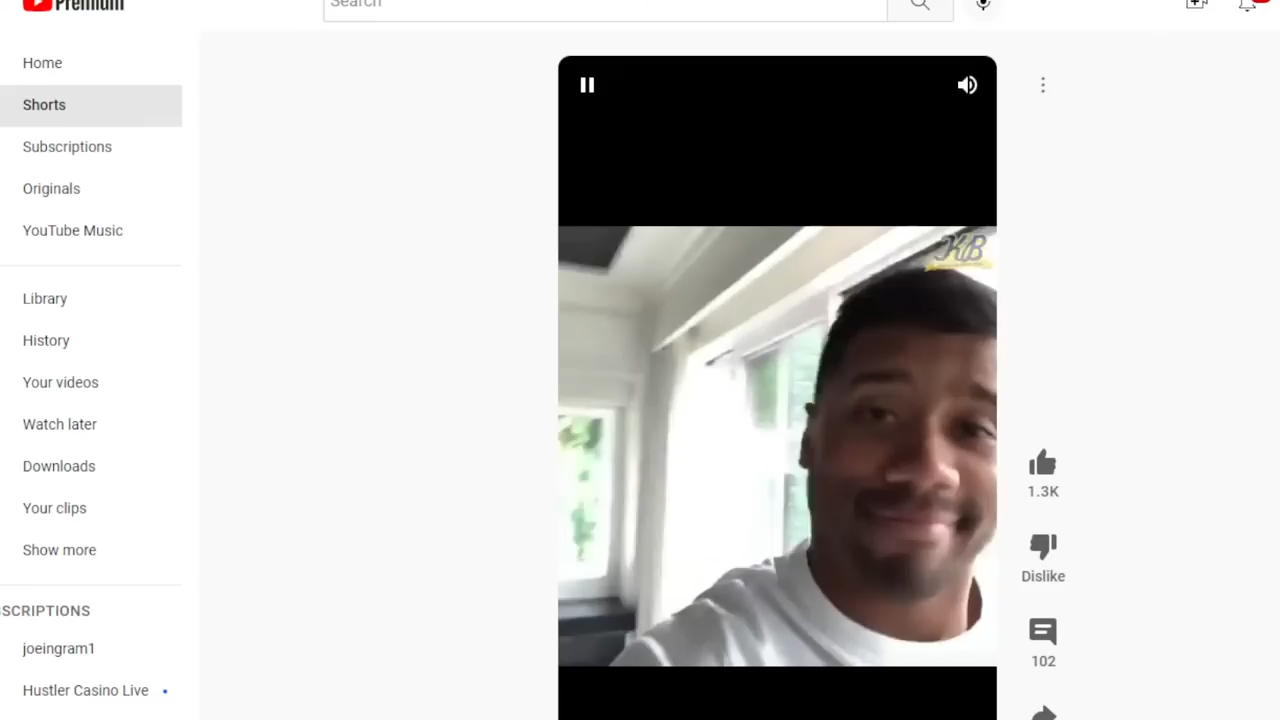 Premium
Search
Home
Shorts
Subscriptions
Originals
YouTube Music
Library
History
Your videos
Watch later
Downloads
Your clips
Show more
SCRIPTIONS
joeingram1
Hustler Casino Live
KB
1.3K
Dislike
102